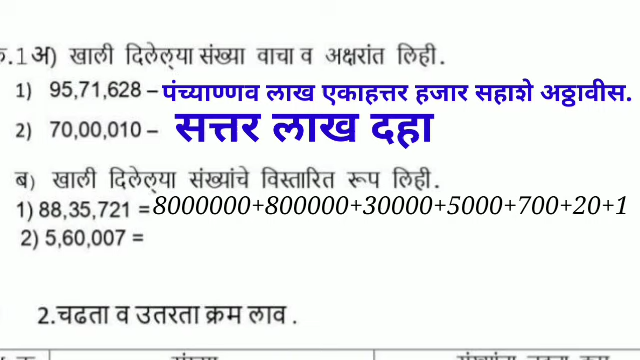 क्र.1अ) खाली दिलेल्या संख्या वाचा व अक्षरांत लिही.
1) 95,71,628 – पंच्याण्णव लाख एकाहत्तर हजार सहाशे अठ्ठावीस.
2) 70,00,010 – सत्तर लाख दहा
ब) खाली दिलेल्या संख्यांचे विस्तारित रूप लिही.
1) 88,35,721 = 8000000+800000+30000+5000+700+20+1
2) 5,60,007 =
2.चढता व उतरता क्रम लाव .